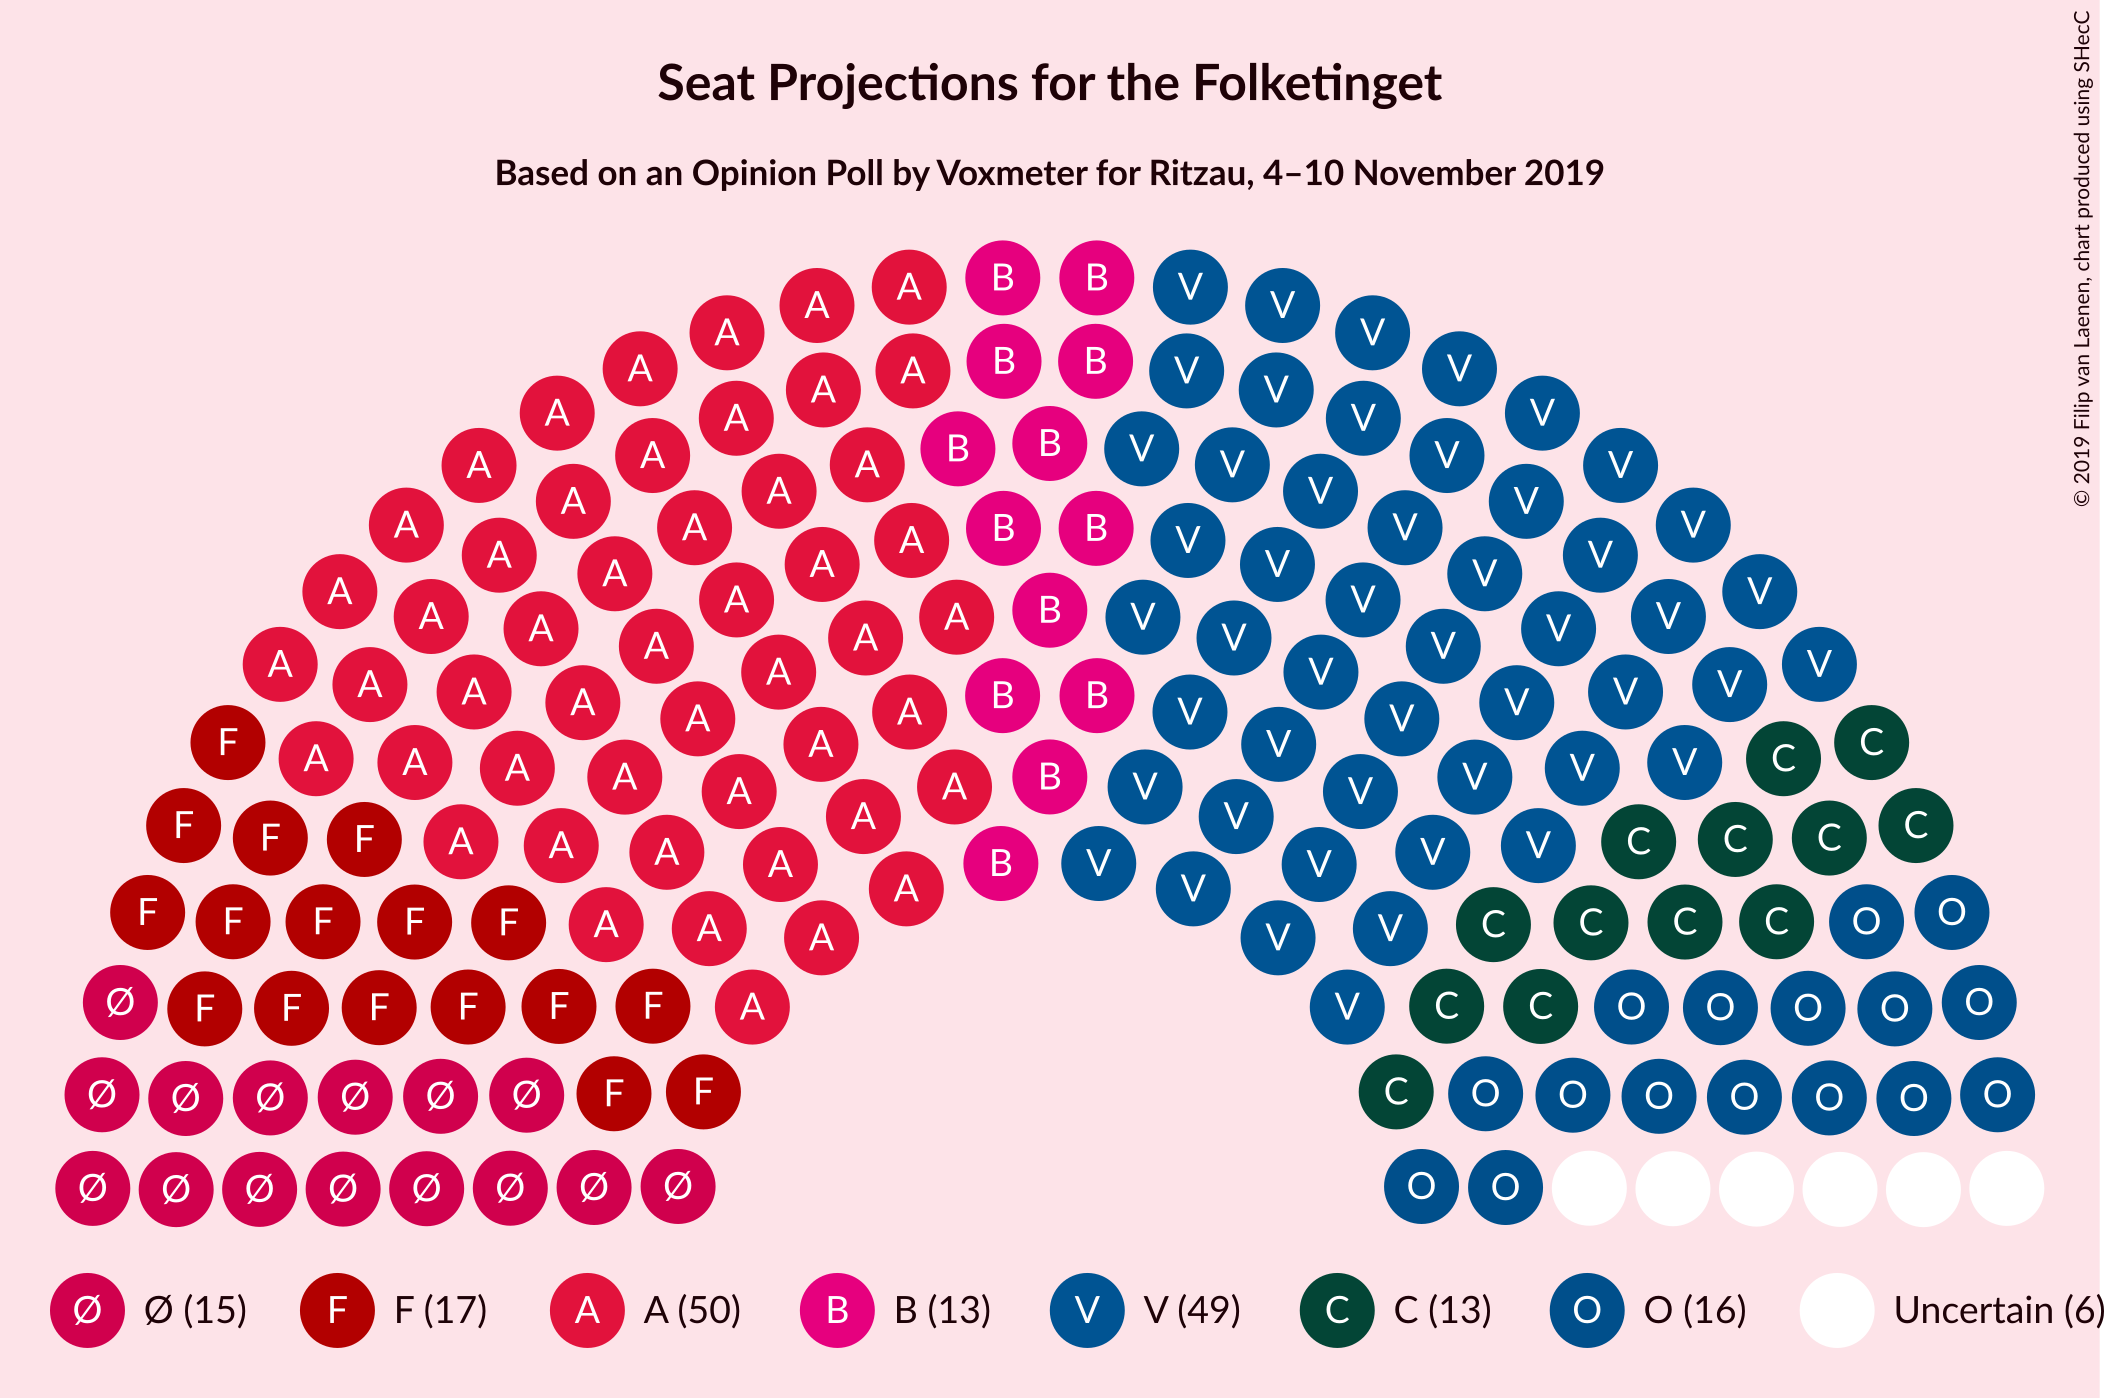 Seat Projections for the Folketinget
Based on an Opinion Poll by Voxmeter for Ritzau, 4–10 November 2019
© 2019 Filip van Laenen, chart produced using SHecC
B B
A A V V
A A V V
A B B V
A A V V
A A B B V V
A A V V
A A V V
A A V V
A A B B V V
A A V V
A A V V
A A V V
A A V V
A A B V V
A A V V
A A V V
F A A B B V V C
A A A V V V
A A A B V V C
F A A V V C
F F A A A V V C C C
A A B V V
F F F F F A A A V V V C C C C O O
Ø F F F F F F A V C C O O O O O
Ø Ø Ø Ø Ø Ø F F C O O O O O O O
Ø Ø Ø Ø Ø Ø Ø Ø O O
Ø Ø (15) F F (17) A A (50) B B (13) V V (49) C C (13) O O (16) Uncertain (6)